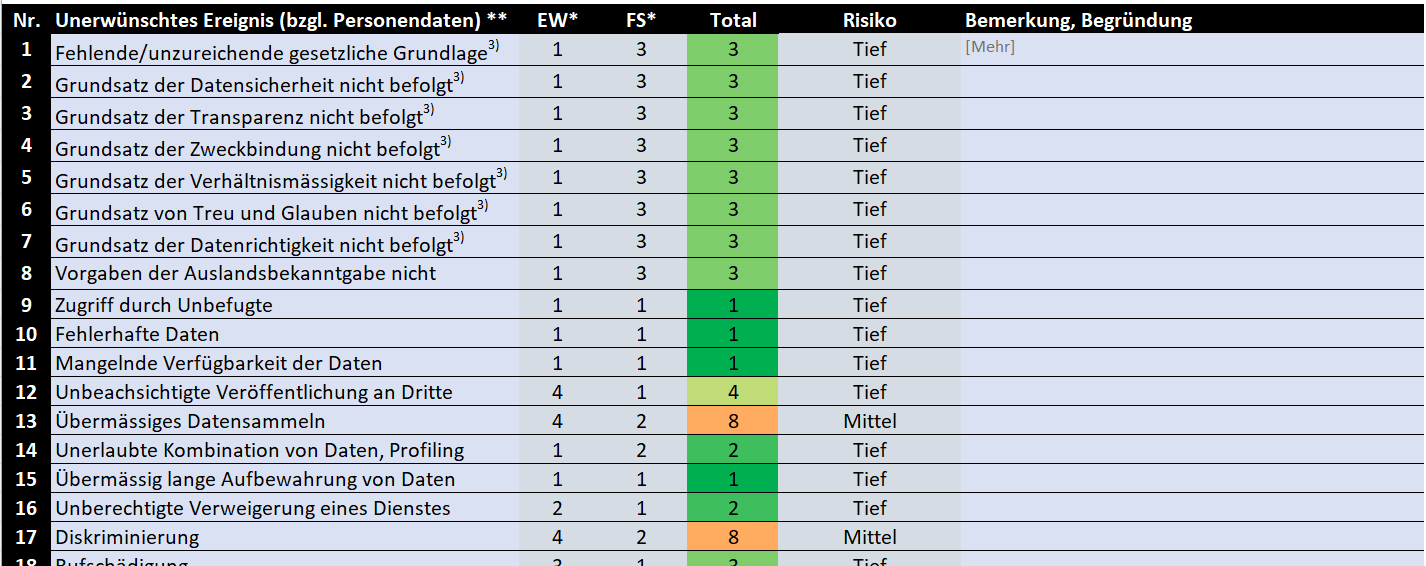 Nr. Unerwünschtes Ereignis (bzgl. Personendaten) ** EW* FS* Total Risiko Bemerkung, Begründung
1 Fehlende/unzureichende gesetzliche Grundlage3) 1 3 3 Tief [Mehr]
2 Grundsatz der Datensicherheit nicht befolgt3) 1 3 3 Tief
3 Grundsatz der Transparenz nicht befolgt3) 1 3 3 Tief
4 Grundsatz der Zweckbindung nicht befolgt3) 1 3 3 Tief
5 Grundsatz der Verhältnismässigkeit nicht befolgt3) 1 3 3 Tief
6 Grundsatz von Treu und Glauben nicht befolgt3) 1 3 3 Tief
7 Grundsatz der Datenrichtigkeit nicht befolgt3) 1 3 3 Tief
8 Vorgaben der Auslandsbekanntgabe nicht 1 3 3 Tief
9 Zugriff durch Unbefugte 1 1 1 Tief
10 Fehlerhafte Daten 1 1 1 Tief
11 Mangelnde Verfügbarkeit der Daten 1 1 1 Tief
12 Unbeachsichtigte Veröffentlichung an Dritte 4 1 4 Tief
13 Übermässiges Datensammeln 4 2 8 Mittel
14 Unerlaubte Kombination von Daten, Profiling 1 2 2 Tief
15 Übermässig lange Aufbewahrung von Daten 1 1 1 Tief
16 Unberechtigte Verweigerung eines Dienstes 2 1 2 Tief
17 Diskriminierung 4 2 8 Mittel
18 Rufschädigung 3 1 3 Tief